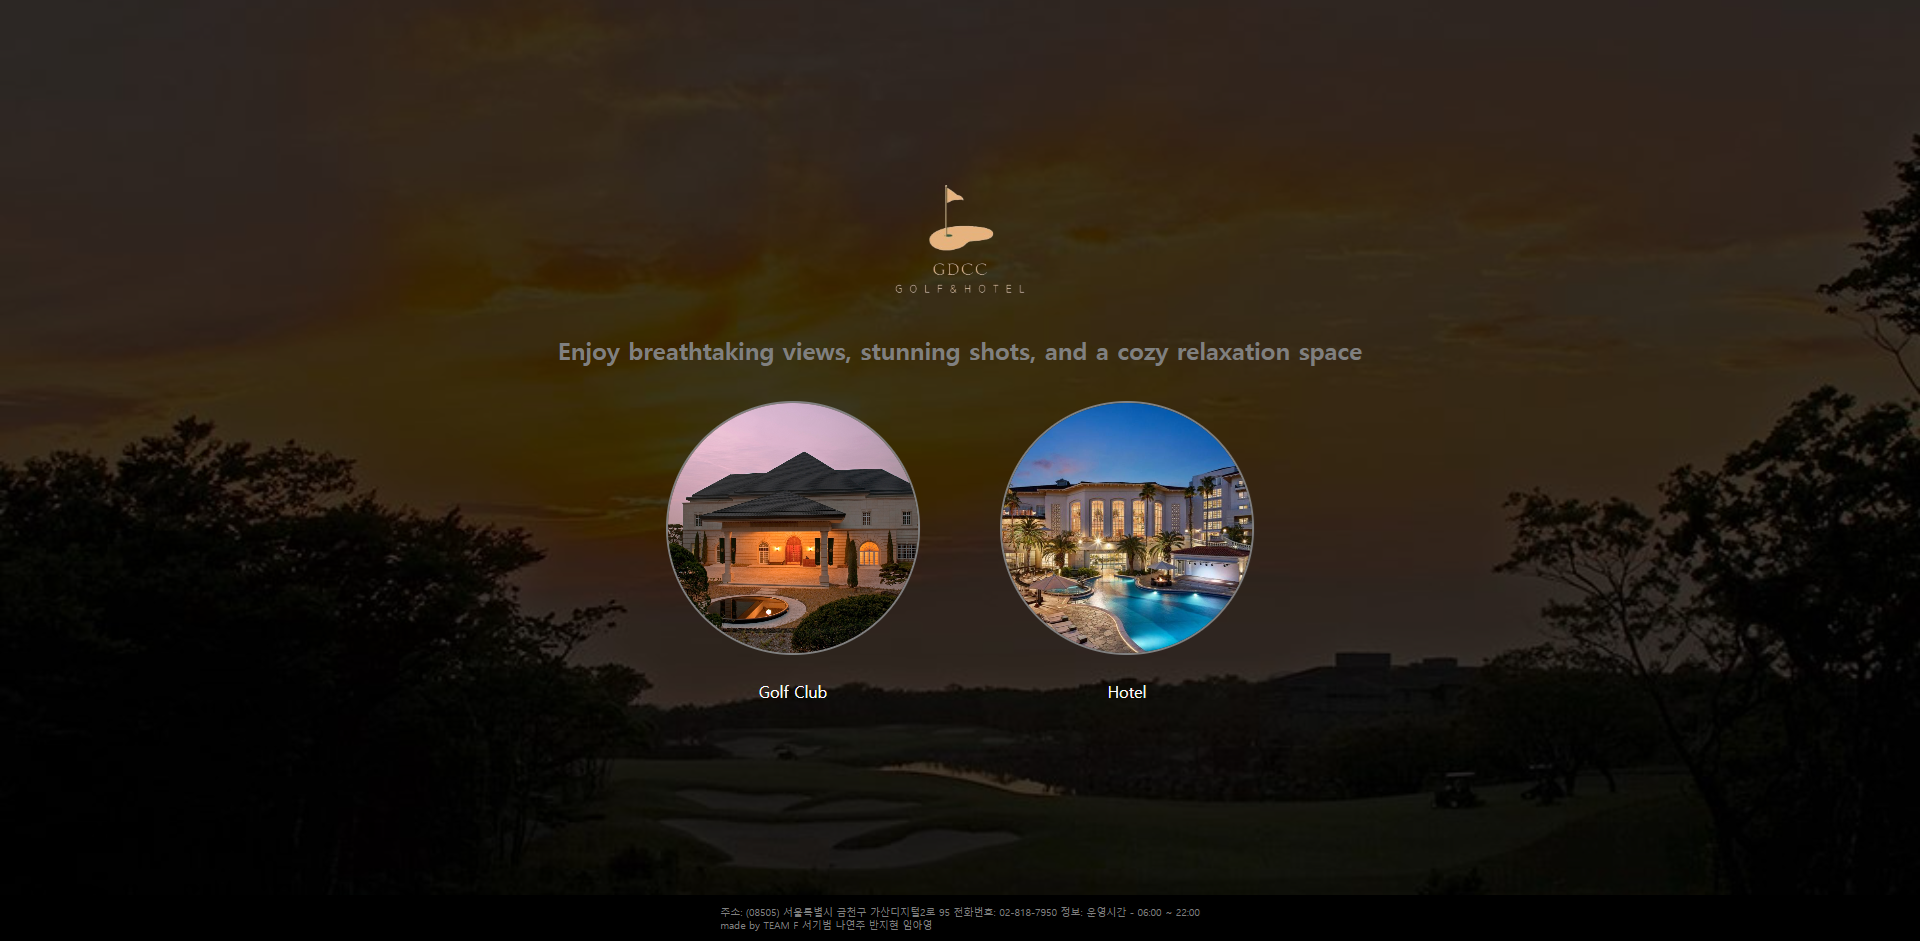 GDCC
GOLF&HOTEL
Enjoy breathtaking views, stunning shots, and a cozy relaxation space
Golf Club
Hotel
주소: (08505) 서울특별시 금천구 가산디지털2로 95 전화번호: 02-818-7950 정보: 운영시간 - 06:00 ~ 22:00
made by TEAM F 서기범 나연주 반지현 임아영